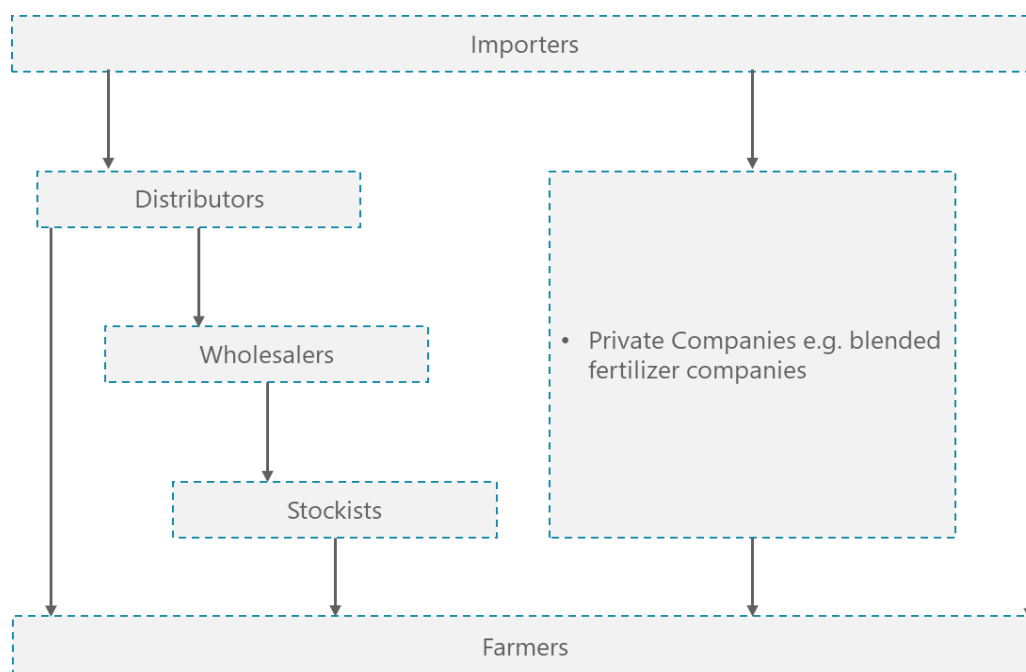 Importers
Distributors
Wholesalers
• Private Companies e.g. blended
fertilizer companies
Stockists
Farmers